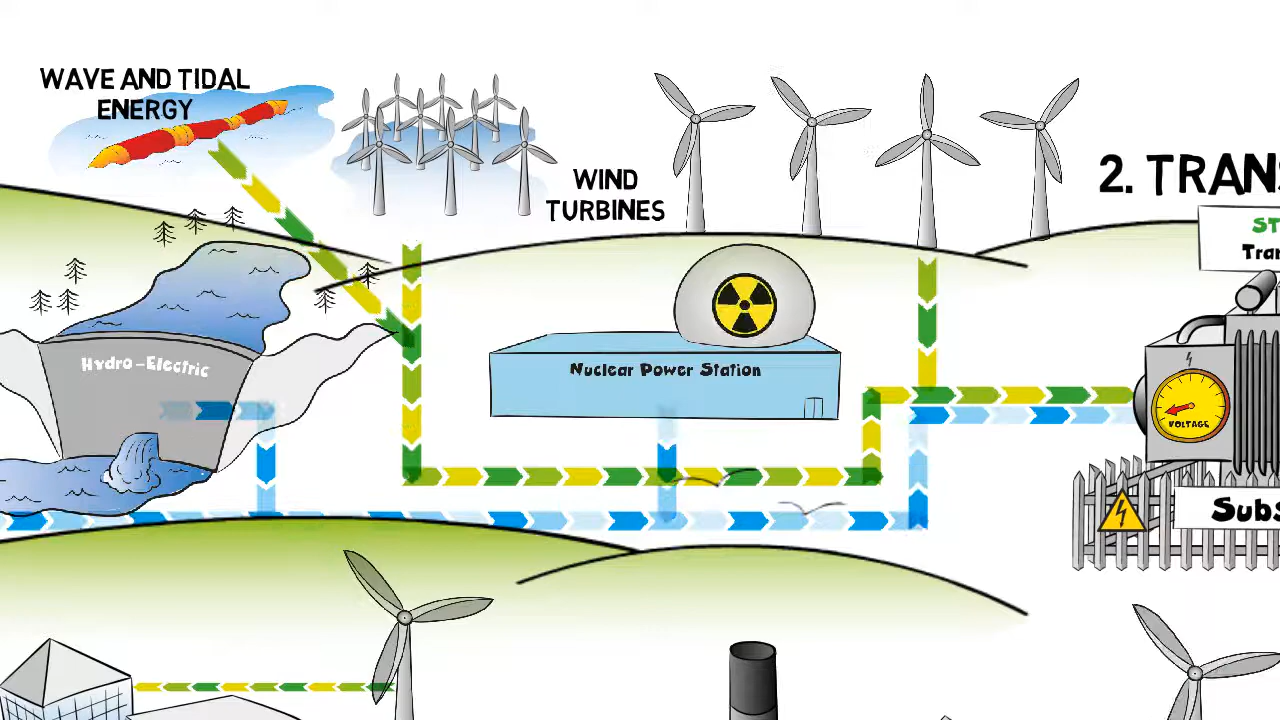 WAVE AND TIDAL
ENERGY
WIND
TURBINES
2. TRANS
ST
Tran
Hydro-Electric
Nuclear Power Station
VOLTAGE
Subs